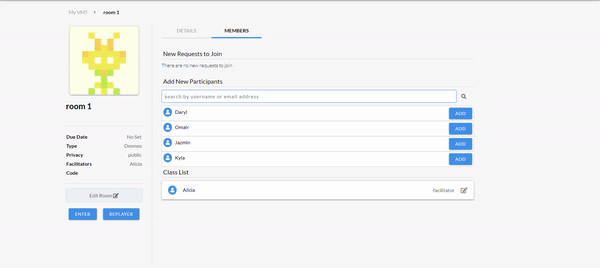 My VMT > room 1
room 1
Due Date No Set
Type Desmos
Privacy public
Facilitators Alicia
Code
Edit Room
ENTER REPLAYER
DETAILS MEMBERS
New Requests to Join
There are no new requests to join
Add New Participants
search by username or email address
Daryl ADD
Omair ADD
Jazmin ADD
Kyla ADD
Class List
Alicia facilitator